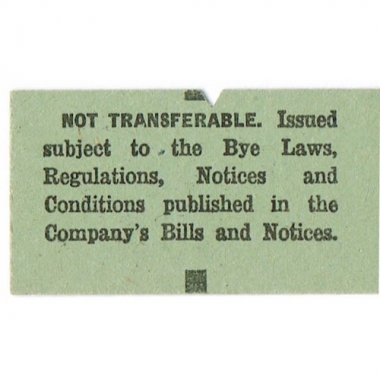 NOT TRANSFERABLE. Issued
subject to the Bye Laws,
Regulations, Notices and
Conditions published in the
Company's Bills and Notices.